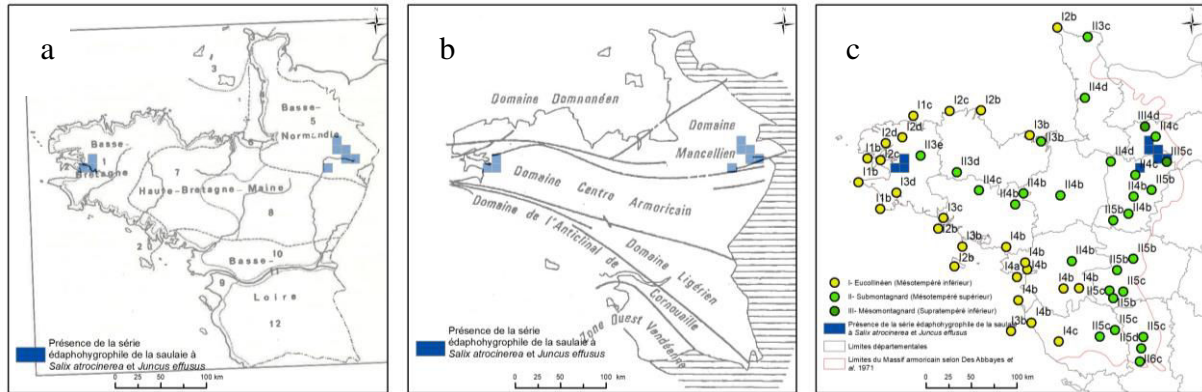 a
N
3
4
Basse-
5
Normandie
6
Basse-
1
Bretagne
7
Haute-Bretagne-Maine
8
2
10
Basse-
11
9
Loire
12
Présence de la série
édaphohygrophile de la saulaie à
Salix atrocinerea et Juncus effusus
0 25 50 100 km
b
N
Domaine Domnonéen
Domaine
Mancellien
Domaine Centro Armoricain
Domaine de l'Anticlinal de
Cornouaille
Domaine Ligérien
Zone Ouest Vendéenne
Présence de la série
édaphohygrophile de la saulaie à
Salix atrocinerea et Juncus effusus
0 25 50 100 km
c
N
I2b
II3c
II4d
I1c
I2c
I2b
I2d
I2d
I3b
II3b
III4d
II4c
I1b
I2c
II3e
II4d
III5c
II3d
II4c
I1b
I3d
II4c
II4b
II4b
II4b
II5b
I1b
I3c
II4b
II4b
II5b
I2b
I3b
I4b
I2b
I4b
I4b
II4b
II5b
II5b
I4a
I4b
I4b
II5c
II5c
I4b
II5b
I3b
I4b
II5c
II5c
I4c
II5c
II5d
II6c
I- Eucollinéen (Mésotempéré inférieur)
II- Submontagnard (Mésotempéré supérieur)
III- Mésomontagnard (Supratempéré inférieur)
Présence de la série
édaphohygrophile de la saulaie
à Salix atrocinerea et Juncus effusus
Limites départementales
Limites du Massif armoricain selon Des Abbayes et
al. 1971
0 25 50 100 km